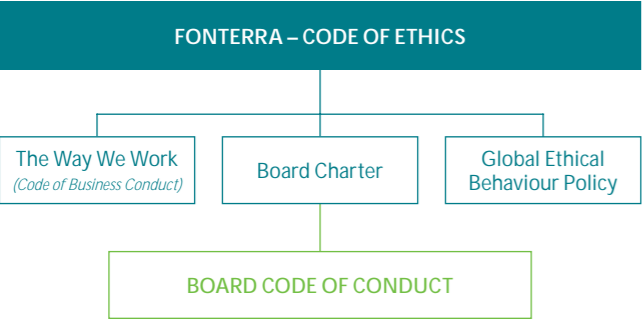 FONTERRA – CODE OF ETHICS
The Way We Work
(Code of Business Conduct)
Board Charter
Global Ethical
Behaviour Policy
BOARD CODE OF CONDUCT